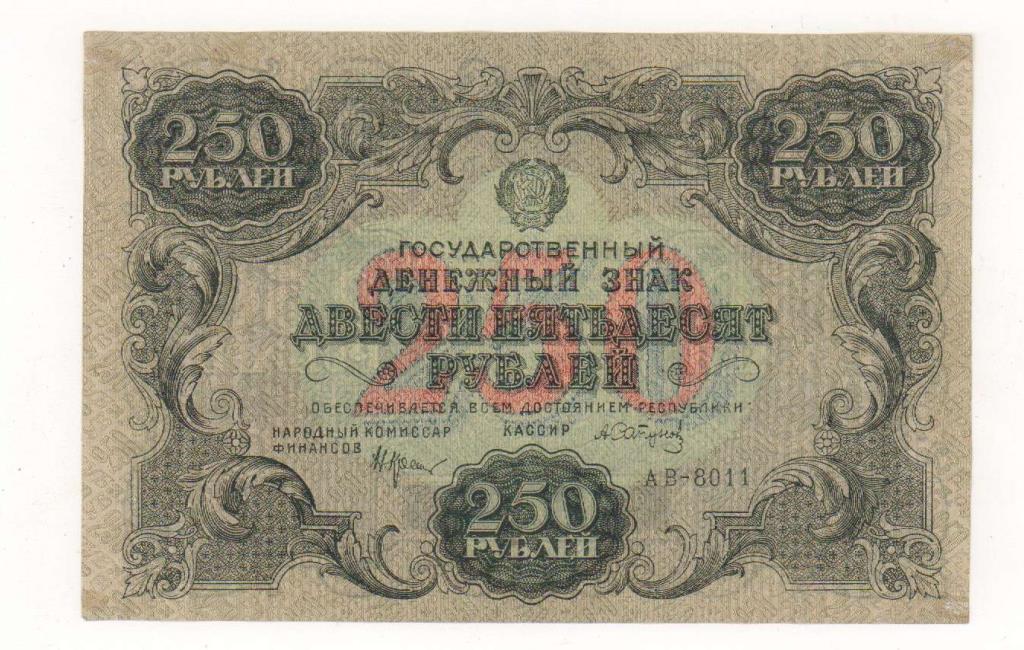 250
РУБЛЕЙ
250
РУБЛЕЙ
ГОСУДАРСТВЕННЫЙ
ДЕНЕЖНЫЙ ЗНАК
250
ДВЕСТИ ПЯТЬДЕСЯТ
РУБЛЕЙ
ОБЕСПЕЧИВАЕТСЯ ВСЕМ ДОСТОЯНИЕМ РЕСПУБЛИКИ
НАРОДНЫЙ КОМИССАР
ФИНАНСОВ
КАССИР
АВ-8011
250
РУБЛЕЙ